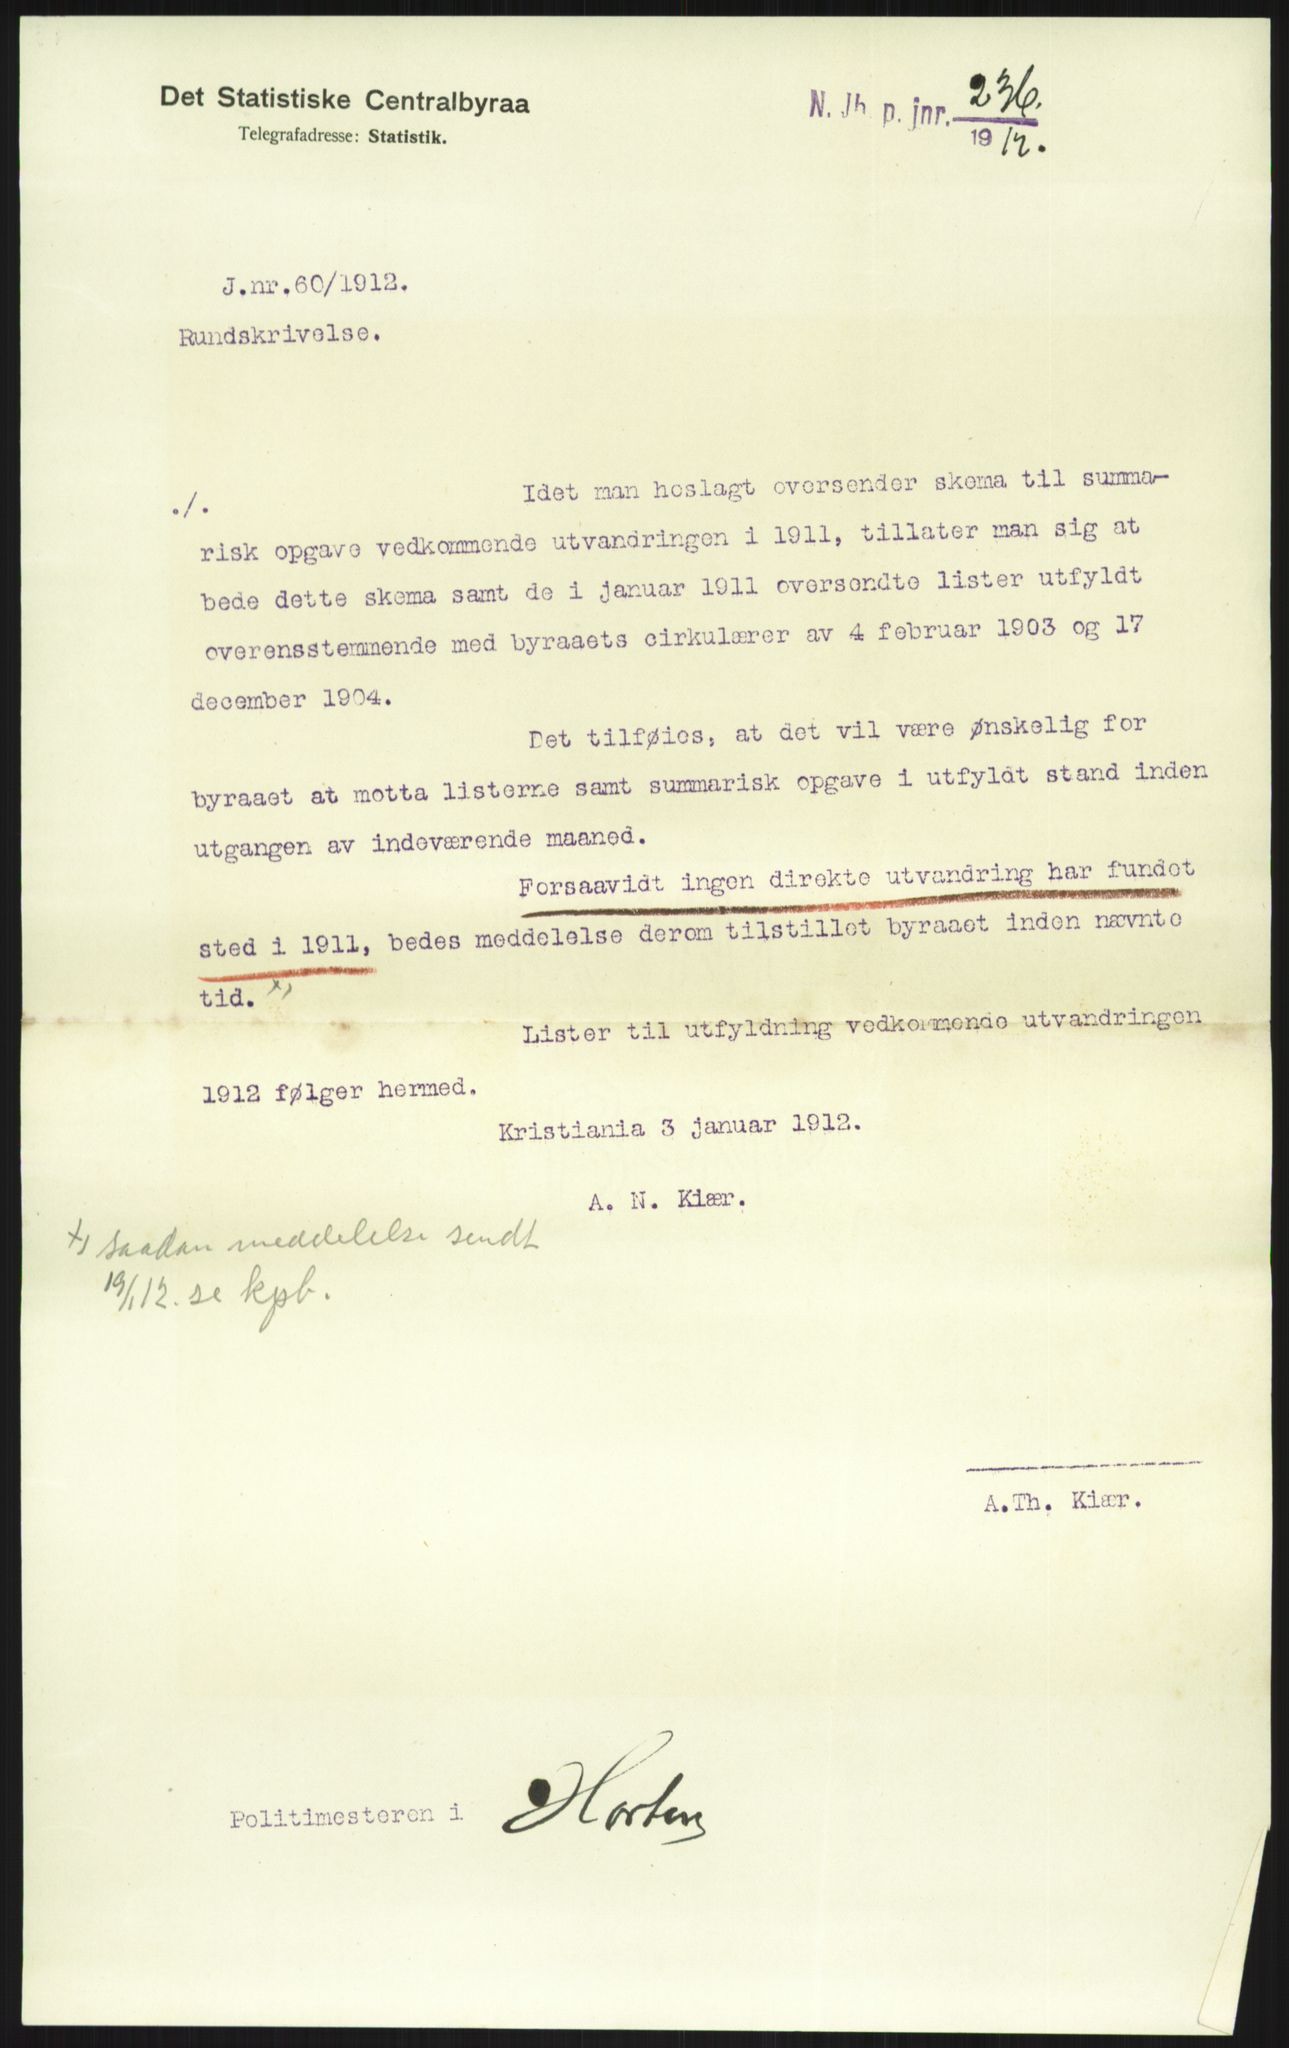 Det Statistiske Centralbyraa
Telegrafadresse: Statistik.
N. Jb p. jnr. 236.
1912.
J.nr.60/1912.
Rundskrivelse.
./.
Idet man hoslagt oversender skema til summa-
risk opgave vedkommende utvandringen i 1911, tillater man sig at
bede dette skema samt de i januar 1911 oversendte lister utfyldt
overensstemmende med byraaets cirkulærer av 4 februar 1903 og 17
december 1904.
Det tilføies, at det vil være ønskelig for
byraaet at motta listerne samt summarisk opgave i utfyldt stand inden
utgangen av indeværende maaned.
Forsaavidt ingen direkte utvandring har fundet
sted i 1911, bedes meddelelse derom tilstillet byraaet inden nævnte
tid. x)
Lister til utfyldning vedkommende utvandringen
1912 følger hermed.
Kristiania 3 januar 1912.
A. N. Kiær.
x) saadan meddelelse sendt
19/1 12. se kpb.
A.Th. Kiær.
Politimesteren i Horten